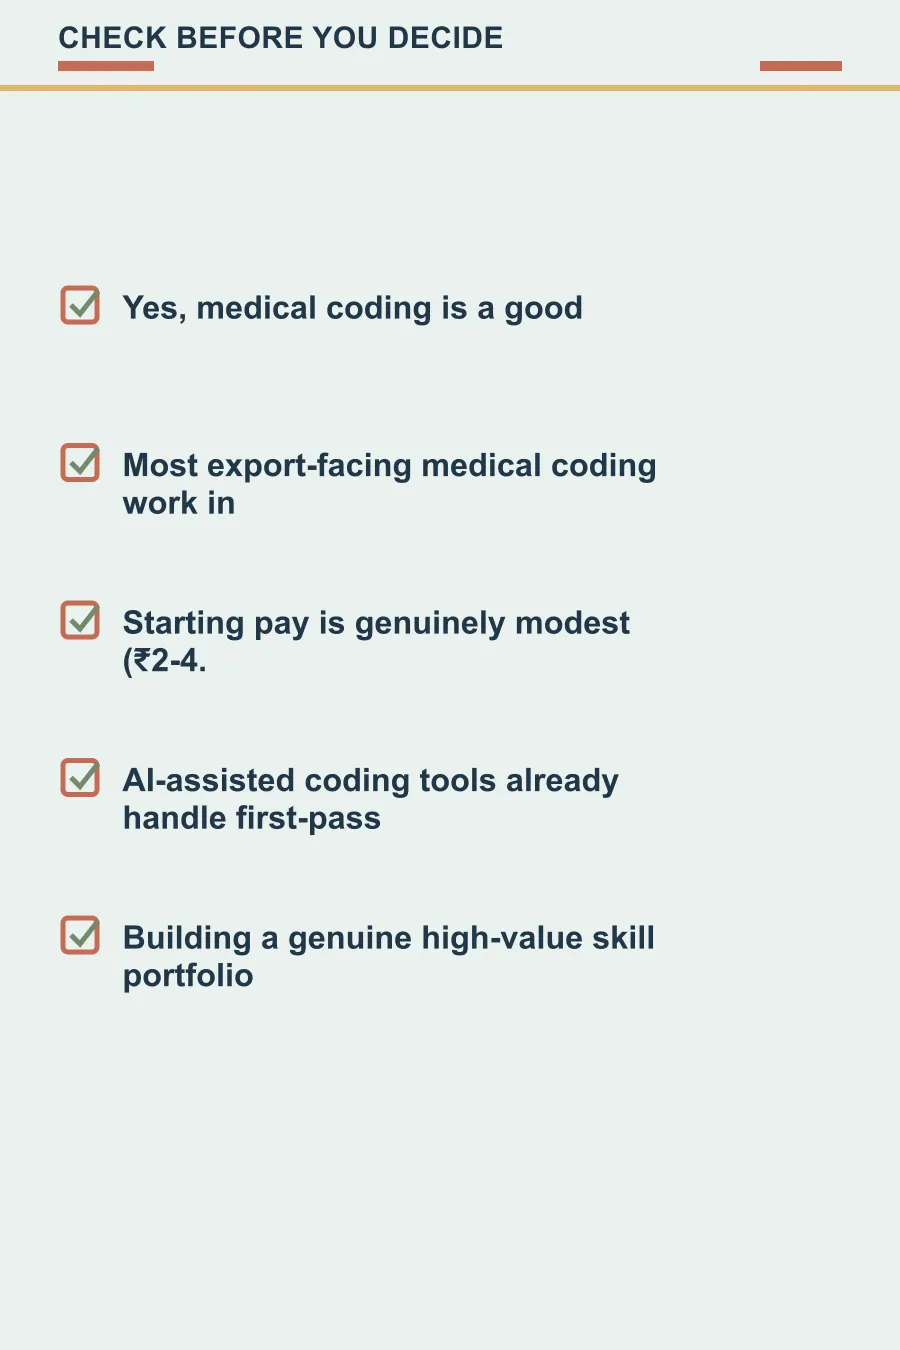 CHECK BEFORE YOU DECIDE
Yes, medical coding is a good
Most export-facing medical coding
work in
Starting pay is genuinely modest
(₹2-4.
AI-assisted coding tools already
handle first-pass
Building a genuine high-value skill
portfolio